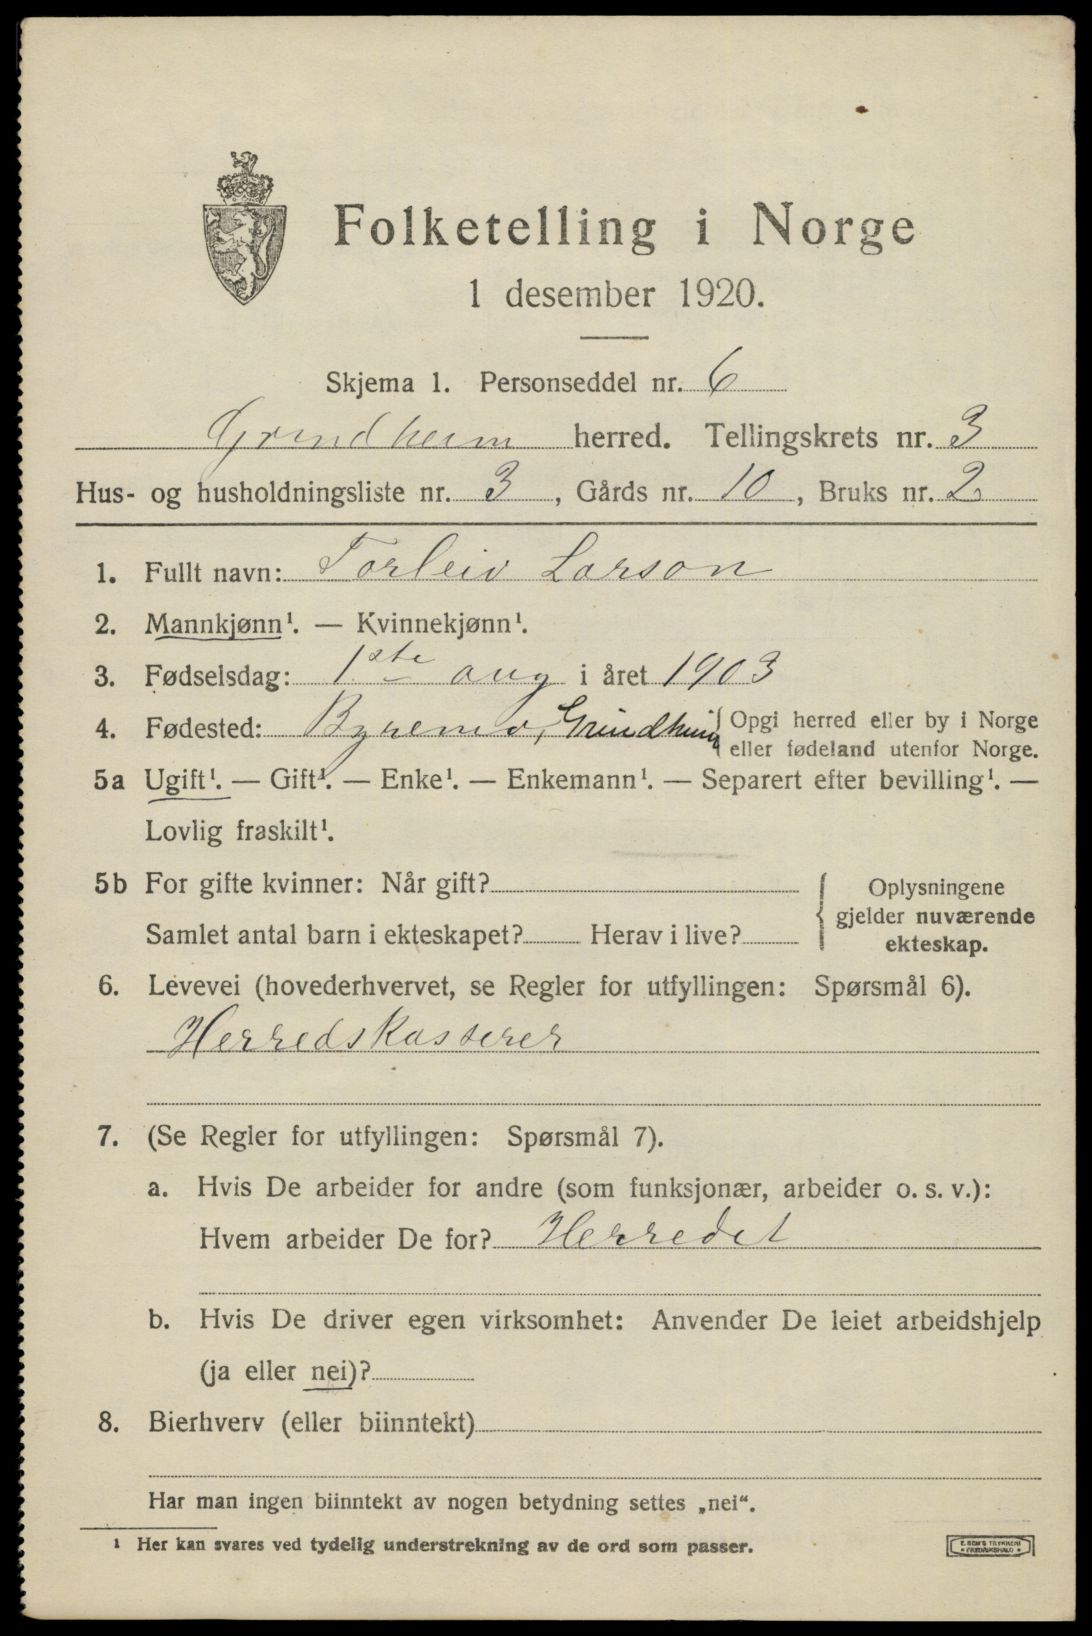 Folketelling i Norge
1 desember 1920.
Skjema 1. Personseddel nr. 6
Grindheim herred. Tellingskrets nr. 3
Hus- og husholdningsliste nr. 3, Gårds nr. 10, Bruks nr. 2
1. Fullt navn: Torleiv Larson
2. Mannkjønn¹. — Kvinnekjønn¹.
3. Fødselsdag: 1ste aug i året 1903
4. Fødested: Byremo, Grindheim { Opgi herred eller by i Norge
eller fødeland utenfor Norge.
5a Ugift¹. — Gift¹. — Enke¹. — Enkemann¹. — Separert efter bevilling¹. —
Lovlig fraskilt¹.
5b For gifte kvinner: Når gift?
Samlet antal barn i ekteskapet? Herav i live?
{ Oplysningene
gjelder nuværende
ekteskap.
6. Levevei (hovederhvervet, se Regler for utfyllingen: Spørsmål 6).
Herredskasserer
7. (Se Regler for utfyllingen: Spørsmål 7).
a. Hvis De arbeider for andre (som funksjonær, arbeider o. s. v.):
Hvem arbeider De for? Herredet
b. Hvis De driver egen virksomhet: Anvender De leiet arbeidshjelp
(ja eller nei)?
8. Bierhverv (eller biinntekt)
Har man ingen biinntekt av nogen betydning settes „nei“.
¹ Her kan svares ved tydelig understrekning av de ord som passer.
E. SEM'S TRYKKERI
* FREDRIKSHALD *